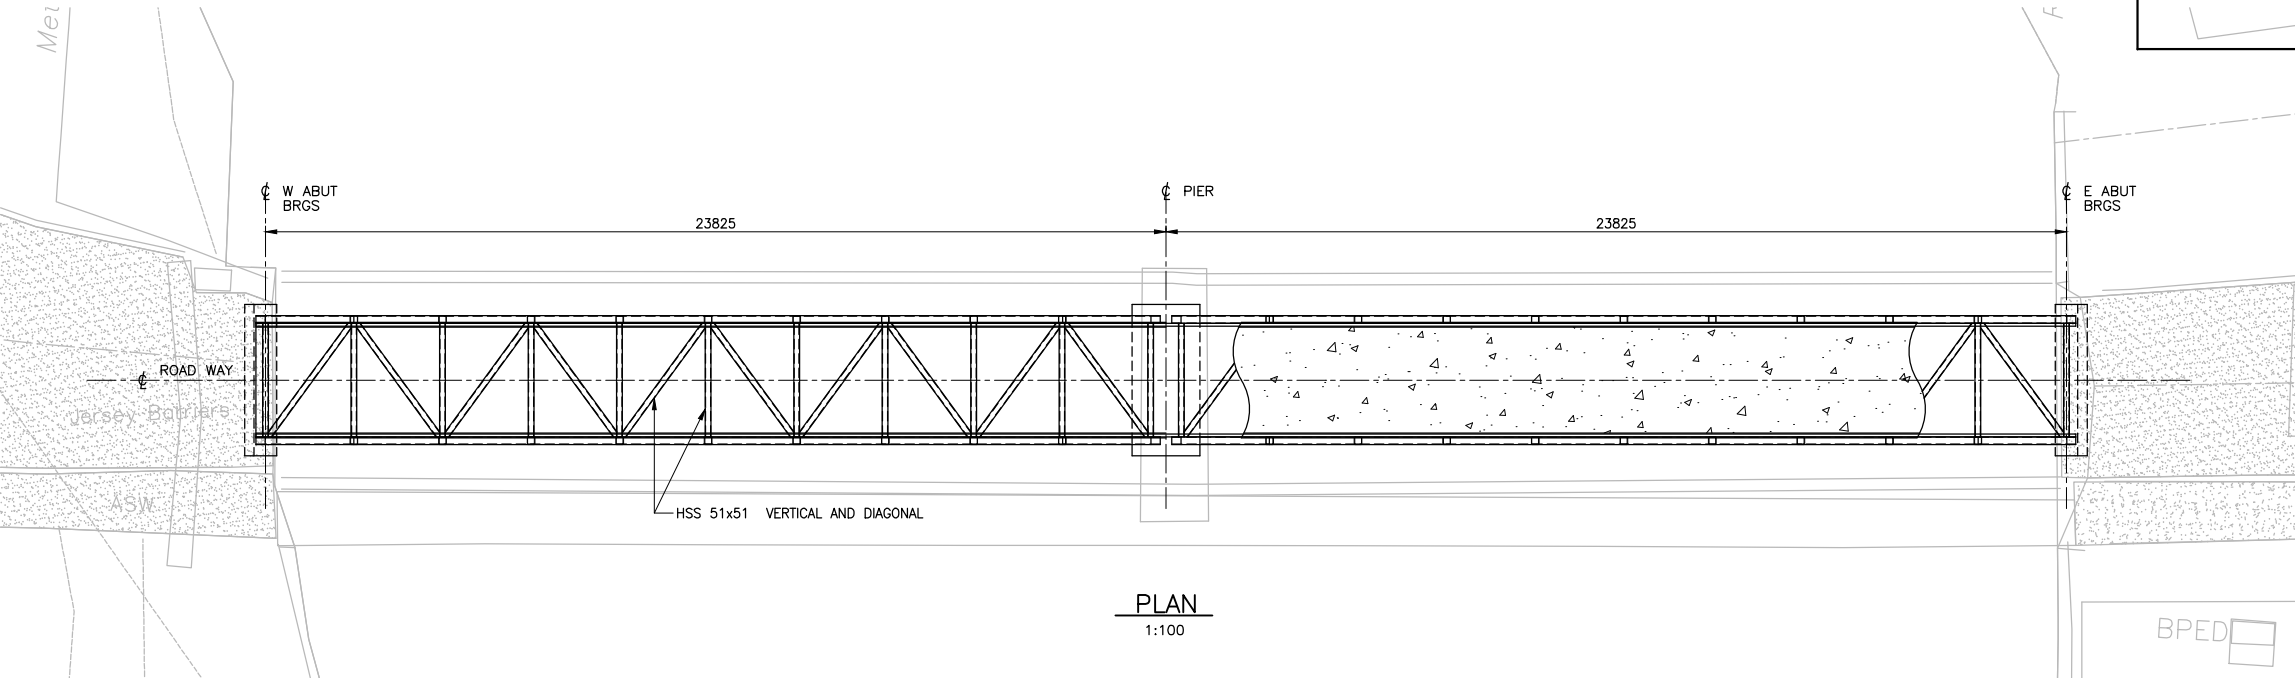 ℄ W ABUT
BRGS
℄ PIER
℄ E ABUT
BRGS
23825
23825
℄ ROAD WAY
Jersey Barriars
ASW
HSS 51x51 VERTICAL AND DIAGONAL
PLAN
1:100
BPED